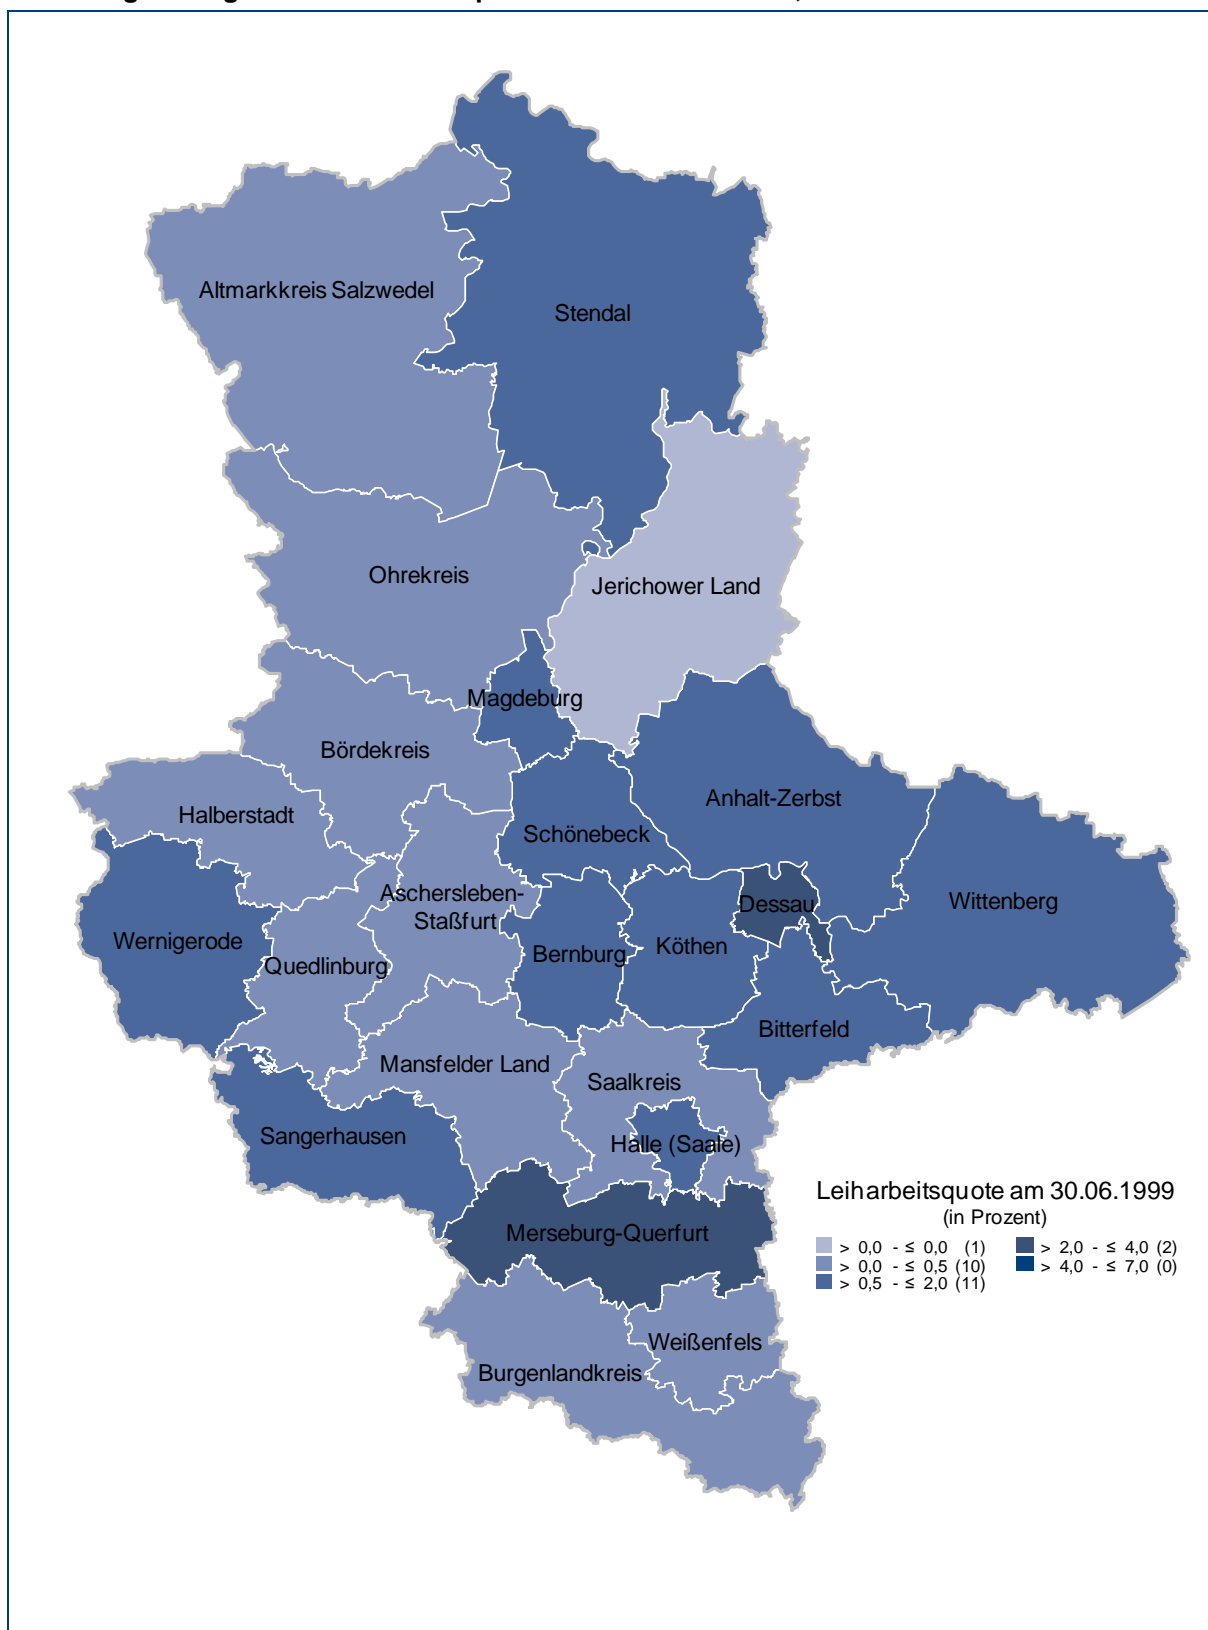 Altmarkkreis Salzwedel
Stendal
Ohrekreis
Jerichower Land
Magdeburg
Bördekreis
Halberstadt
Anhalt-Zerbst
Schönebeck
Aschersleben-
Staßfurt
Dessau
Wittenberg
Wernigerode
Quedlinburg
Bernburg
Köthen
Bitterfeld
Mansfelder Land
Saalkreis
Sangerhausen
Halle (Saale)
Merseburg-Querfurt
Weißenfels
Burgenlandkreis
Leiharbeitsquote am 30.06.1999
(in Prozent)
> 0,0 - ≤ 0,0 (1)
> 0,0 - ≤ 0,5 (10)
> 0,5 - ≤ 2,0 (11)
> 2,0 - ≤ 4,0 (2)
> 4,0 - ≤ 7,0 (0)